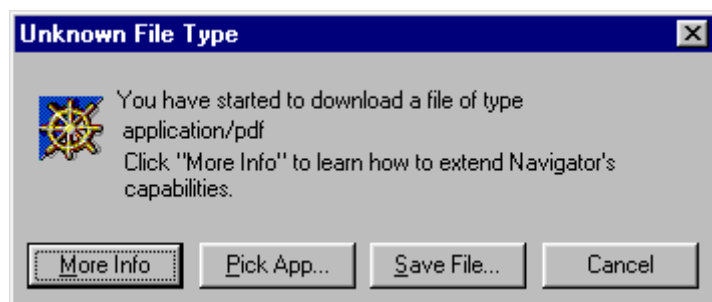 Unknown File Type
You have started to download a file of type
application/pdf
Click "More Info" to learn how to extend Navigator's
capabilities.
More Info
Pick App...
Save File...
Cancel